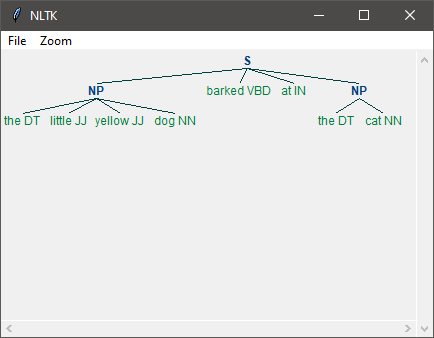 NLTK
File Zoom
S
NP barked VBD at IN NP
the DT little JJ yellow JJ dog NN the DT cat NN